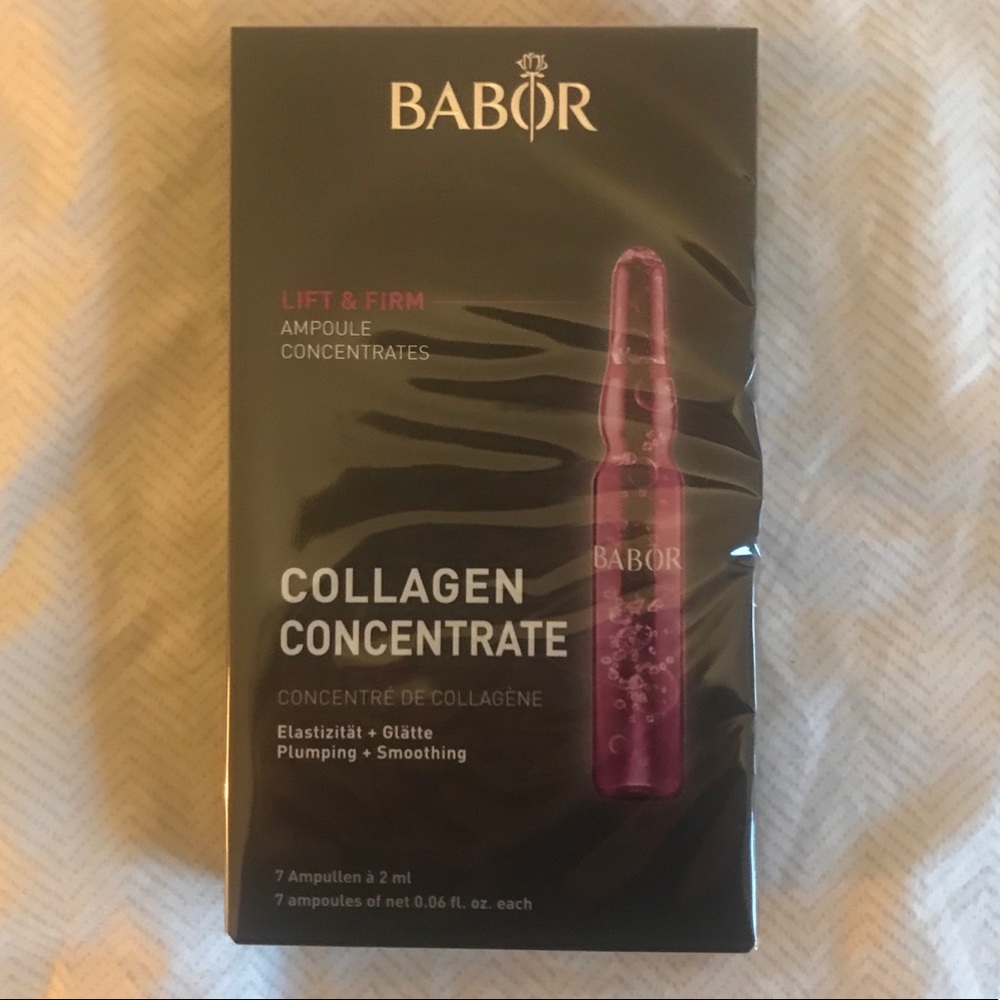 BABOR
LIFT & FIRM
AMPOULE
CONCENTRATES
BABOR
COLLAGEN
CONCENTRATE
CONCENTRÉ DE COLLAGÈNE
Elastizität + Glätte
Plumping + Smoothing
7 Ampullen à 2 ml
7 ampoules of net 0.06 fl. oz. each